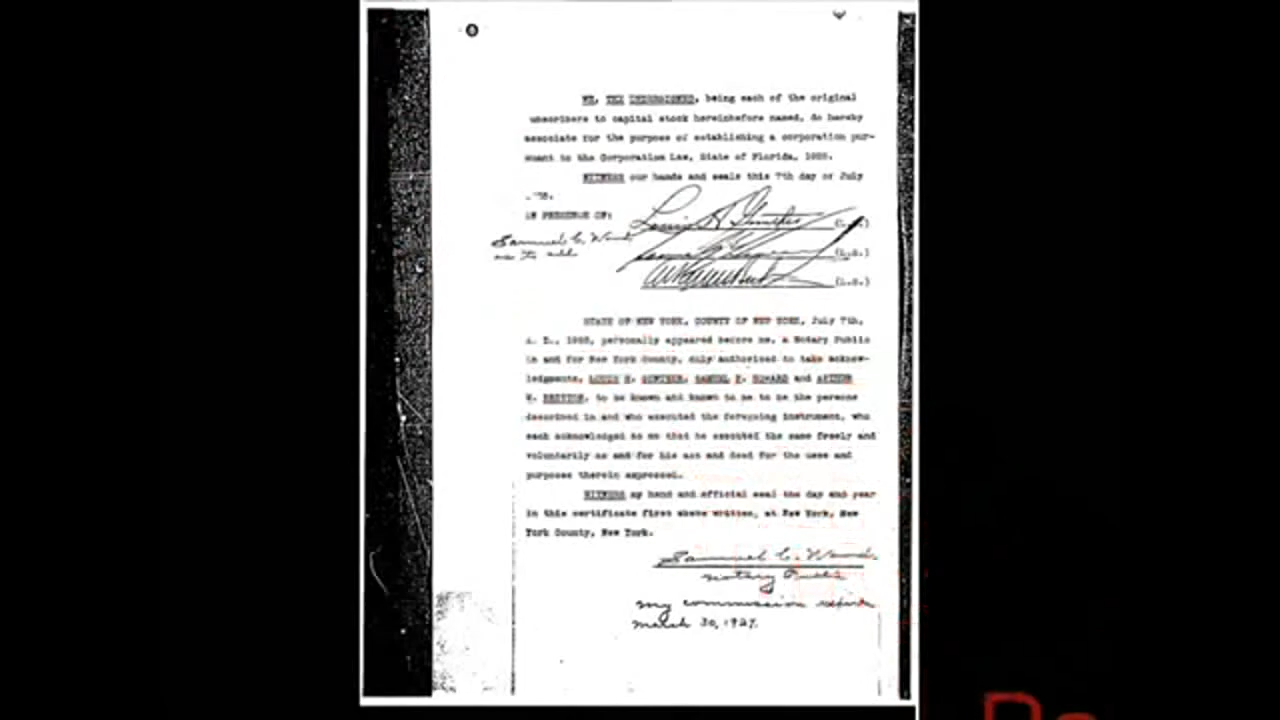 WE, THE UNDERSIGNED, being each of the original
subscribers to capital stock hereinbefore named, do hereby
associate for the purpose of establishing a corporation pur-
suant to the Corporation Law, State of Florida,
WITNESS our hands and seals this 7th day of July
IN PRESENCE OF:
(L.S.)
Samuel C. Wood
as to all
(L.S.)
(L.S.)
STATE OF NEW YORK, COUNTY OF NEW YORK, July 7th,
A. D., personally appeared before me, a Notary Public
in and for New York County, duly authorized to take acknow-
ledgments, LOUIS H. GUNTHER, SAMUEL and ARTHUR
W. to be known and known to me to be the persons
described in and who executed the foregoing instrument, who
each acknowledged to me that he executed the same freely and
voluntarily as and for his act and deed for the uses and
purposes therein expressed.
WITNESS my hand and official seal the day and year
in this certificate first above written, at New York, New
York County, New York.
Samuel C. Wood
Notary Public
My commission expires
March 30, 1927.